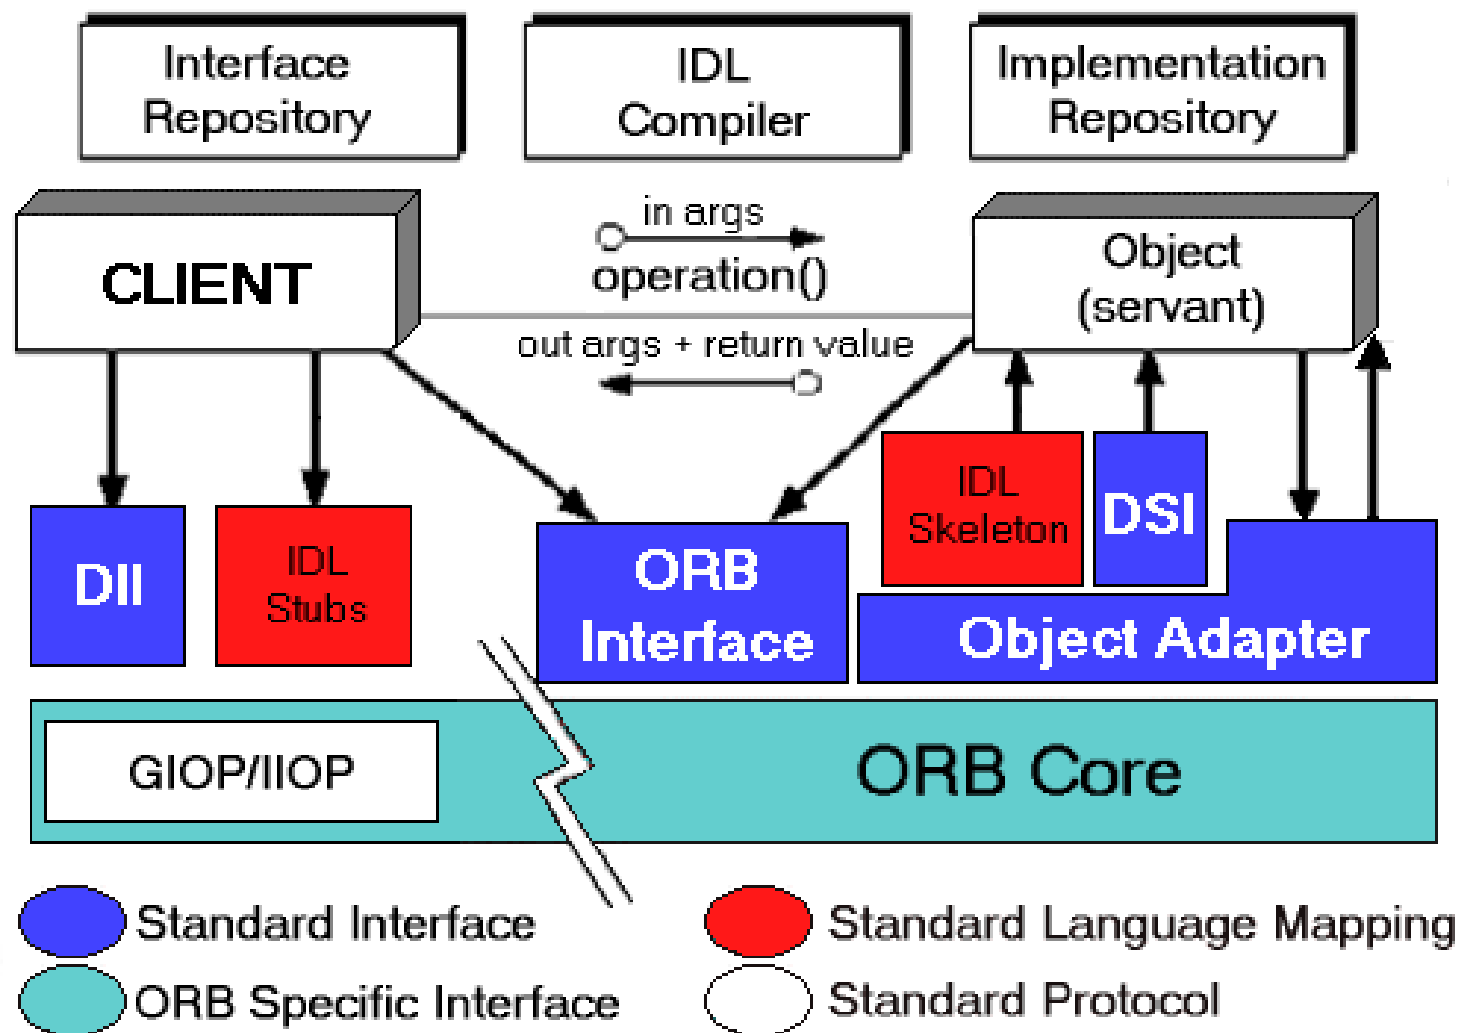 Interface
Repository
IDL
Compiler
Implementation
Repository
CLIENT
in args
operation()
out args + return value
Object
(servant)
DII
IDL
Stubs
ORB
Interface
IDL
Skeleton
DSI
Object Adapter
GIOP/IIOP
ORB Core
Standard Interface
Standard Language Mapping
ORB Specific Interface
Standard Protocol